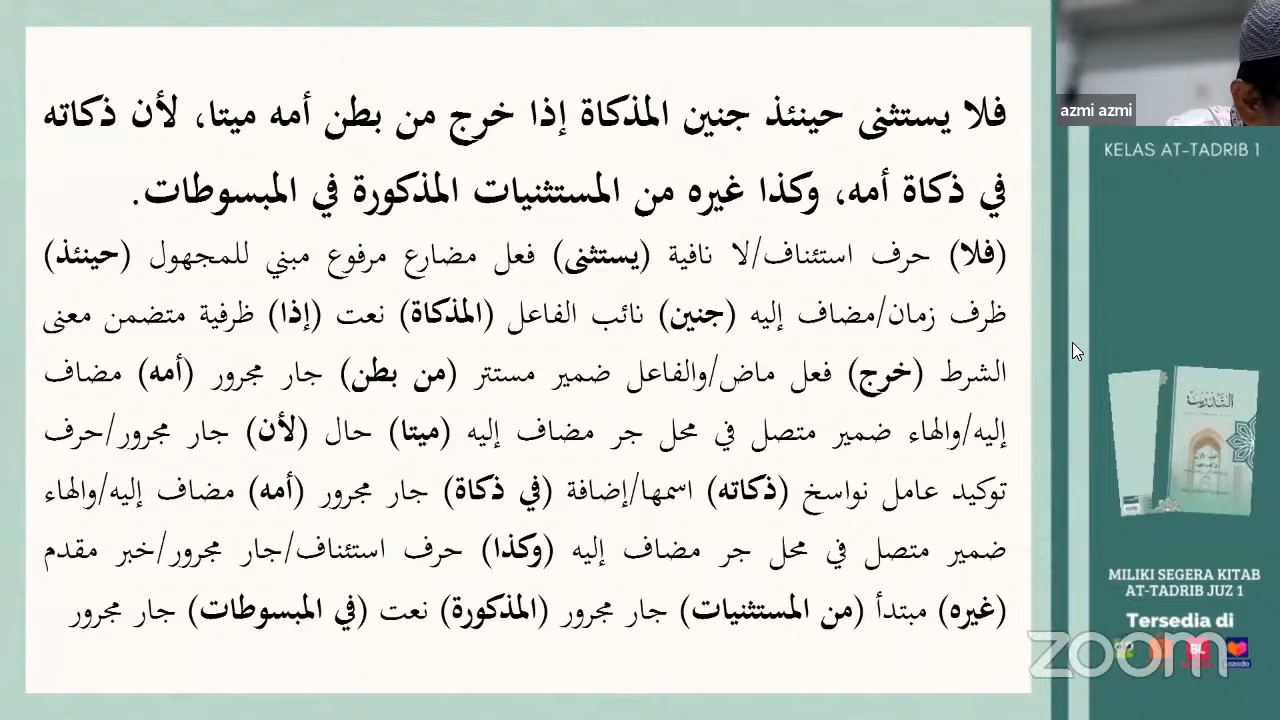 فلا يستثنى حينئذ جنين المذكاة إذا خرج من بطن أمه ميتا، لأن ذكاته
في ذكاة أمه، وكذا غيره من المستثنيات المذكورة في المبسوطات.
(فلا) حرف استئناف/لا نافية (يستثنى) فعل مضارع مرفوع مبني للمجهول (حينئذ)
ظرف زمان/مضاف إليه (جنين) نائب الفاعل (المذكاة) نعت (إذا) ظرفية متضمن معنى
الشرط (خرج) فعل ماض/والفاعل ضمير مستتر (من بطن) جار مجرور (أمه) مضاف
إليه/والهاء ضمير متصل في محل جر مضاف إليه (ميتا) حال (لأن) جار مجرور/حرف
توكيد عامل نواسخ (ذكاته) اسمها/إضافة (في ذكاة) جار مجرور (أمه) مضاف إليه/والهاء
ضمير متصل في محل جر مضاف إليه (وكذا) حرف استئناف/جار مجرور/خبر مقدم
(غيره) مبتدأ (من المستثنيات) جار مجرور (المذكورة) نعت (في المبسوطات) جار مجرور
azmi azmi
KELAS AT-TADRIB 1
التدريب
MILIKI SEGERA KITAB
AT-TADRIB JUZ 1
Tersedia di
BL
zoom